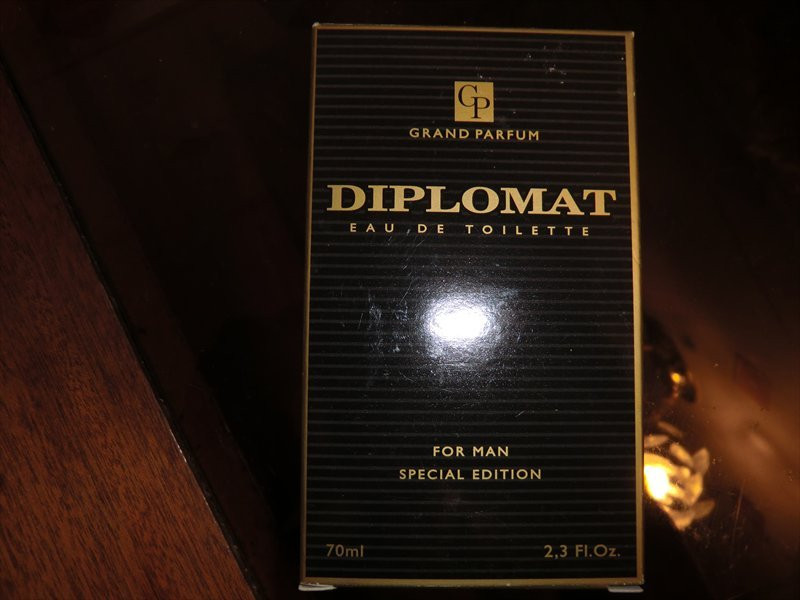 GP
GRAND PARFUM
DIPLOMAT
EAU DE TOILETTE
FOR MAN
SPECIAL EDITION
70ml 2,3 Fl.Oz.